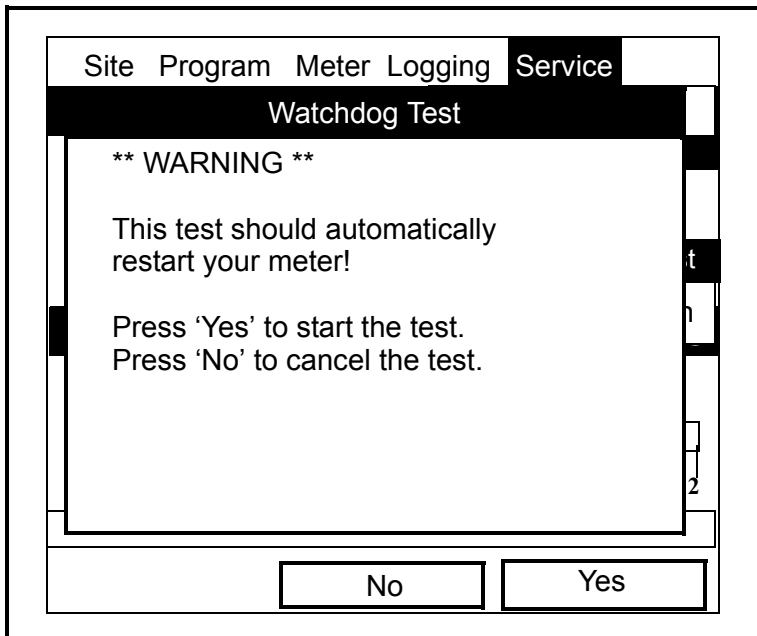 Site Program Meter Logging Service
Watchdog Test
** WARNING **
This test should automatically
restart your meter!
Press ‘Yes’ to start the test.
Press ‘No’ to cancel the test.
2
No Yes